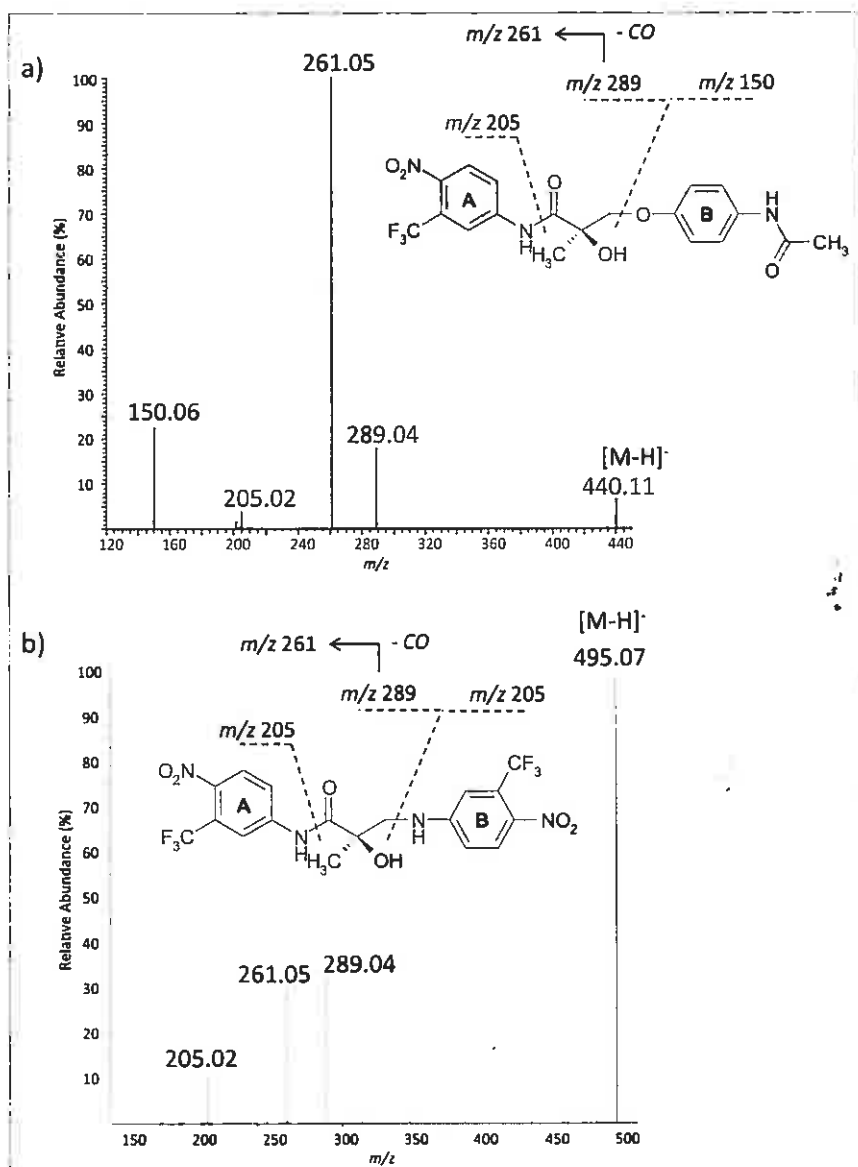 a)
m/z 261 - CO
m/z 289 m/z 150
m/z 205
261.05
150.06
205.02
289.04
[M-H]-
440.11
O2N
F3C
A
N
H
O
H3C
OH
O
B
H
N
O
CH3
Relative Abundance (%)
100
90
80
70
60
50
40
30
20
10
120 160 200 240 280 320 360 400 440
m/z
b)
m/z 261 - CO
m/z 289 m/z 205
m/z 205
[M-H]-
495.07
O2N
F3C
A
N
H
O
H3C
OH
N
H
B
CF3
NO2
261.05
289.04
205.02
Relative Abundance (%)
100
90
80
70
60
50
40
30
20
10
150 200 250 300 350 400 450 500
m/z